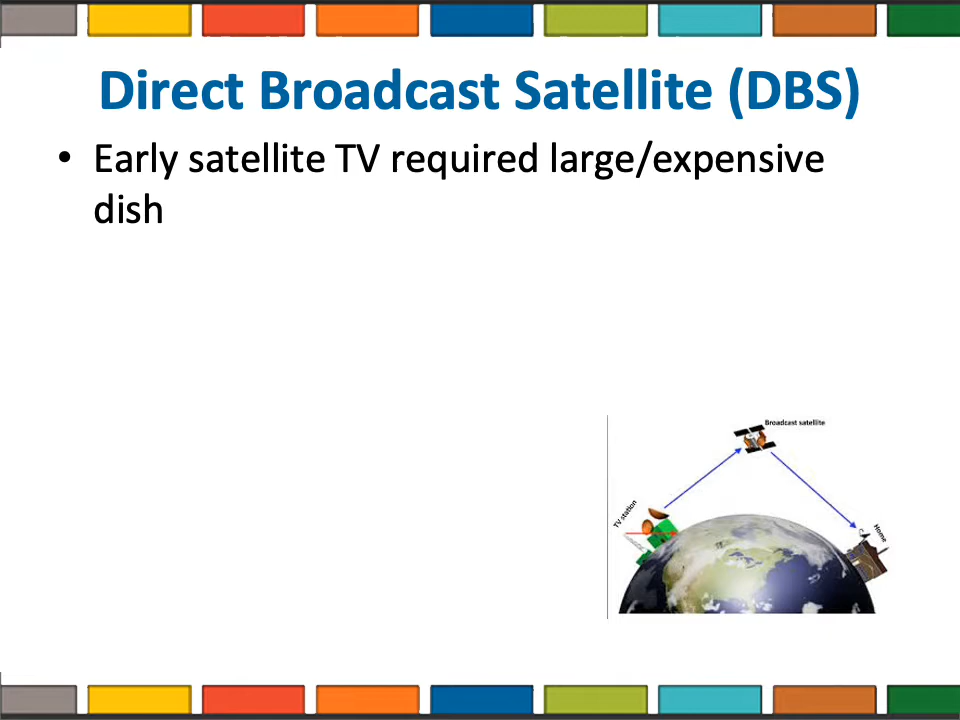 Direct Broadcast Satellite (DBS)
• Early satellite TV required large/expensive
dish
Broadcast satellite
TV station
Home